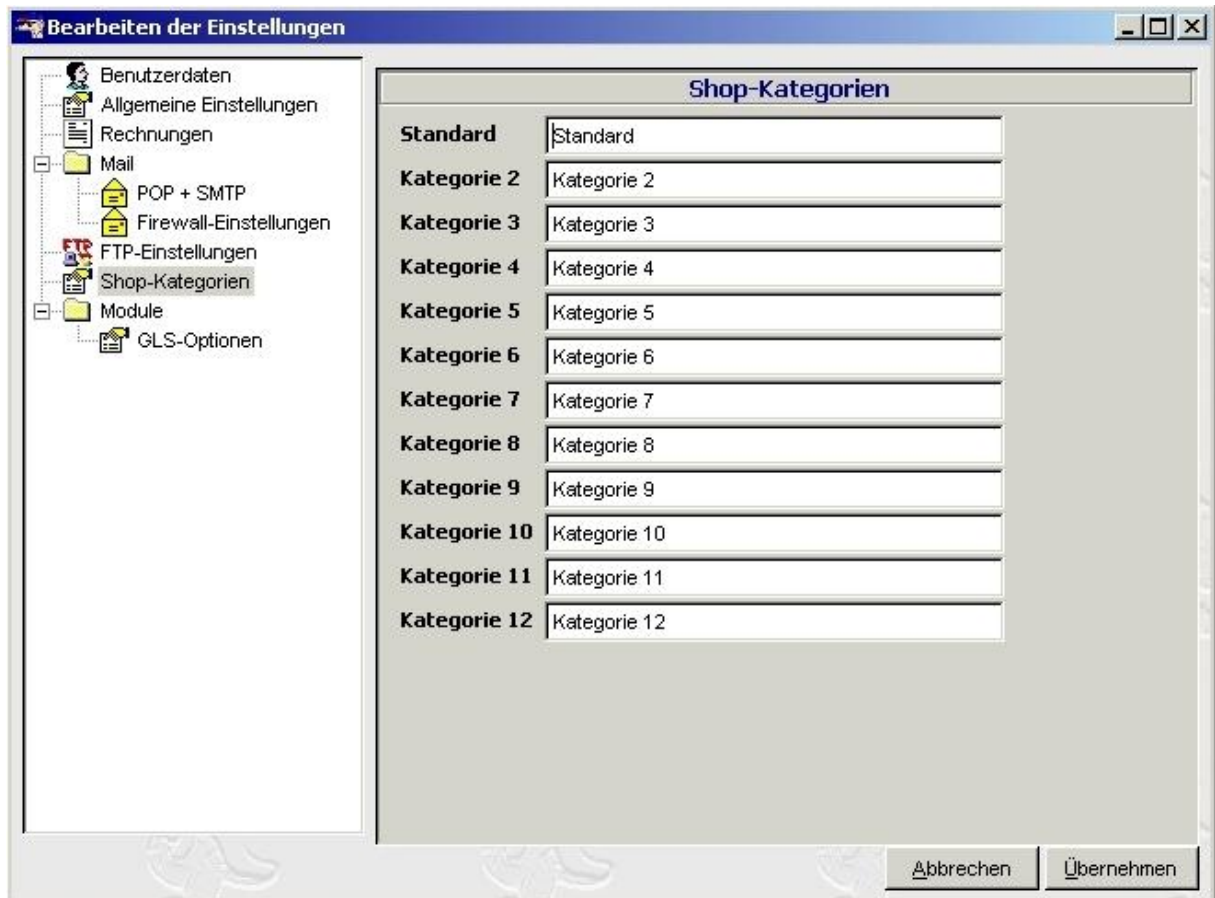 Bearbeiten der Einstellungen
Benutzerdaten
Allgemeine Einstellungen
Rechnungen
Mail
POP + SMTP
Firewall-Einstellungen
FTP FTP-Einstellungen
Shop-Kategorien
Module
GLS-Optionen
Shop-Kategorien
Standard Standard
Kategorie 2 Kategorie 2
Kategorie 3 Kategorie 3
Kategorie 4 Kategorie 4
Kategorie 5 Kategorie 5
Kategorie 6 Kategorie 6
Kategorie 7 Kategorie 7
Kategorie 8 Kategorie 8
Kategorie 9 Kategorie 9
Kategorie 10 Kategorie 10
Kategorie 11 Kategorie 11
Kategorie 12 Kategorie 12
Abbrechen Übernehmen